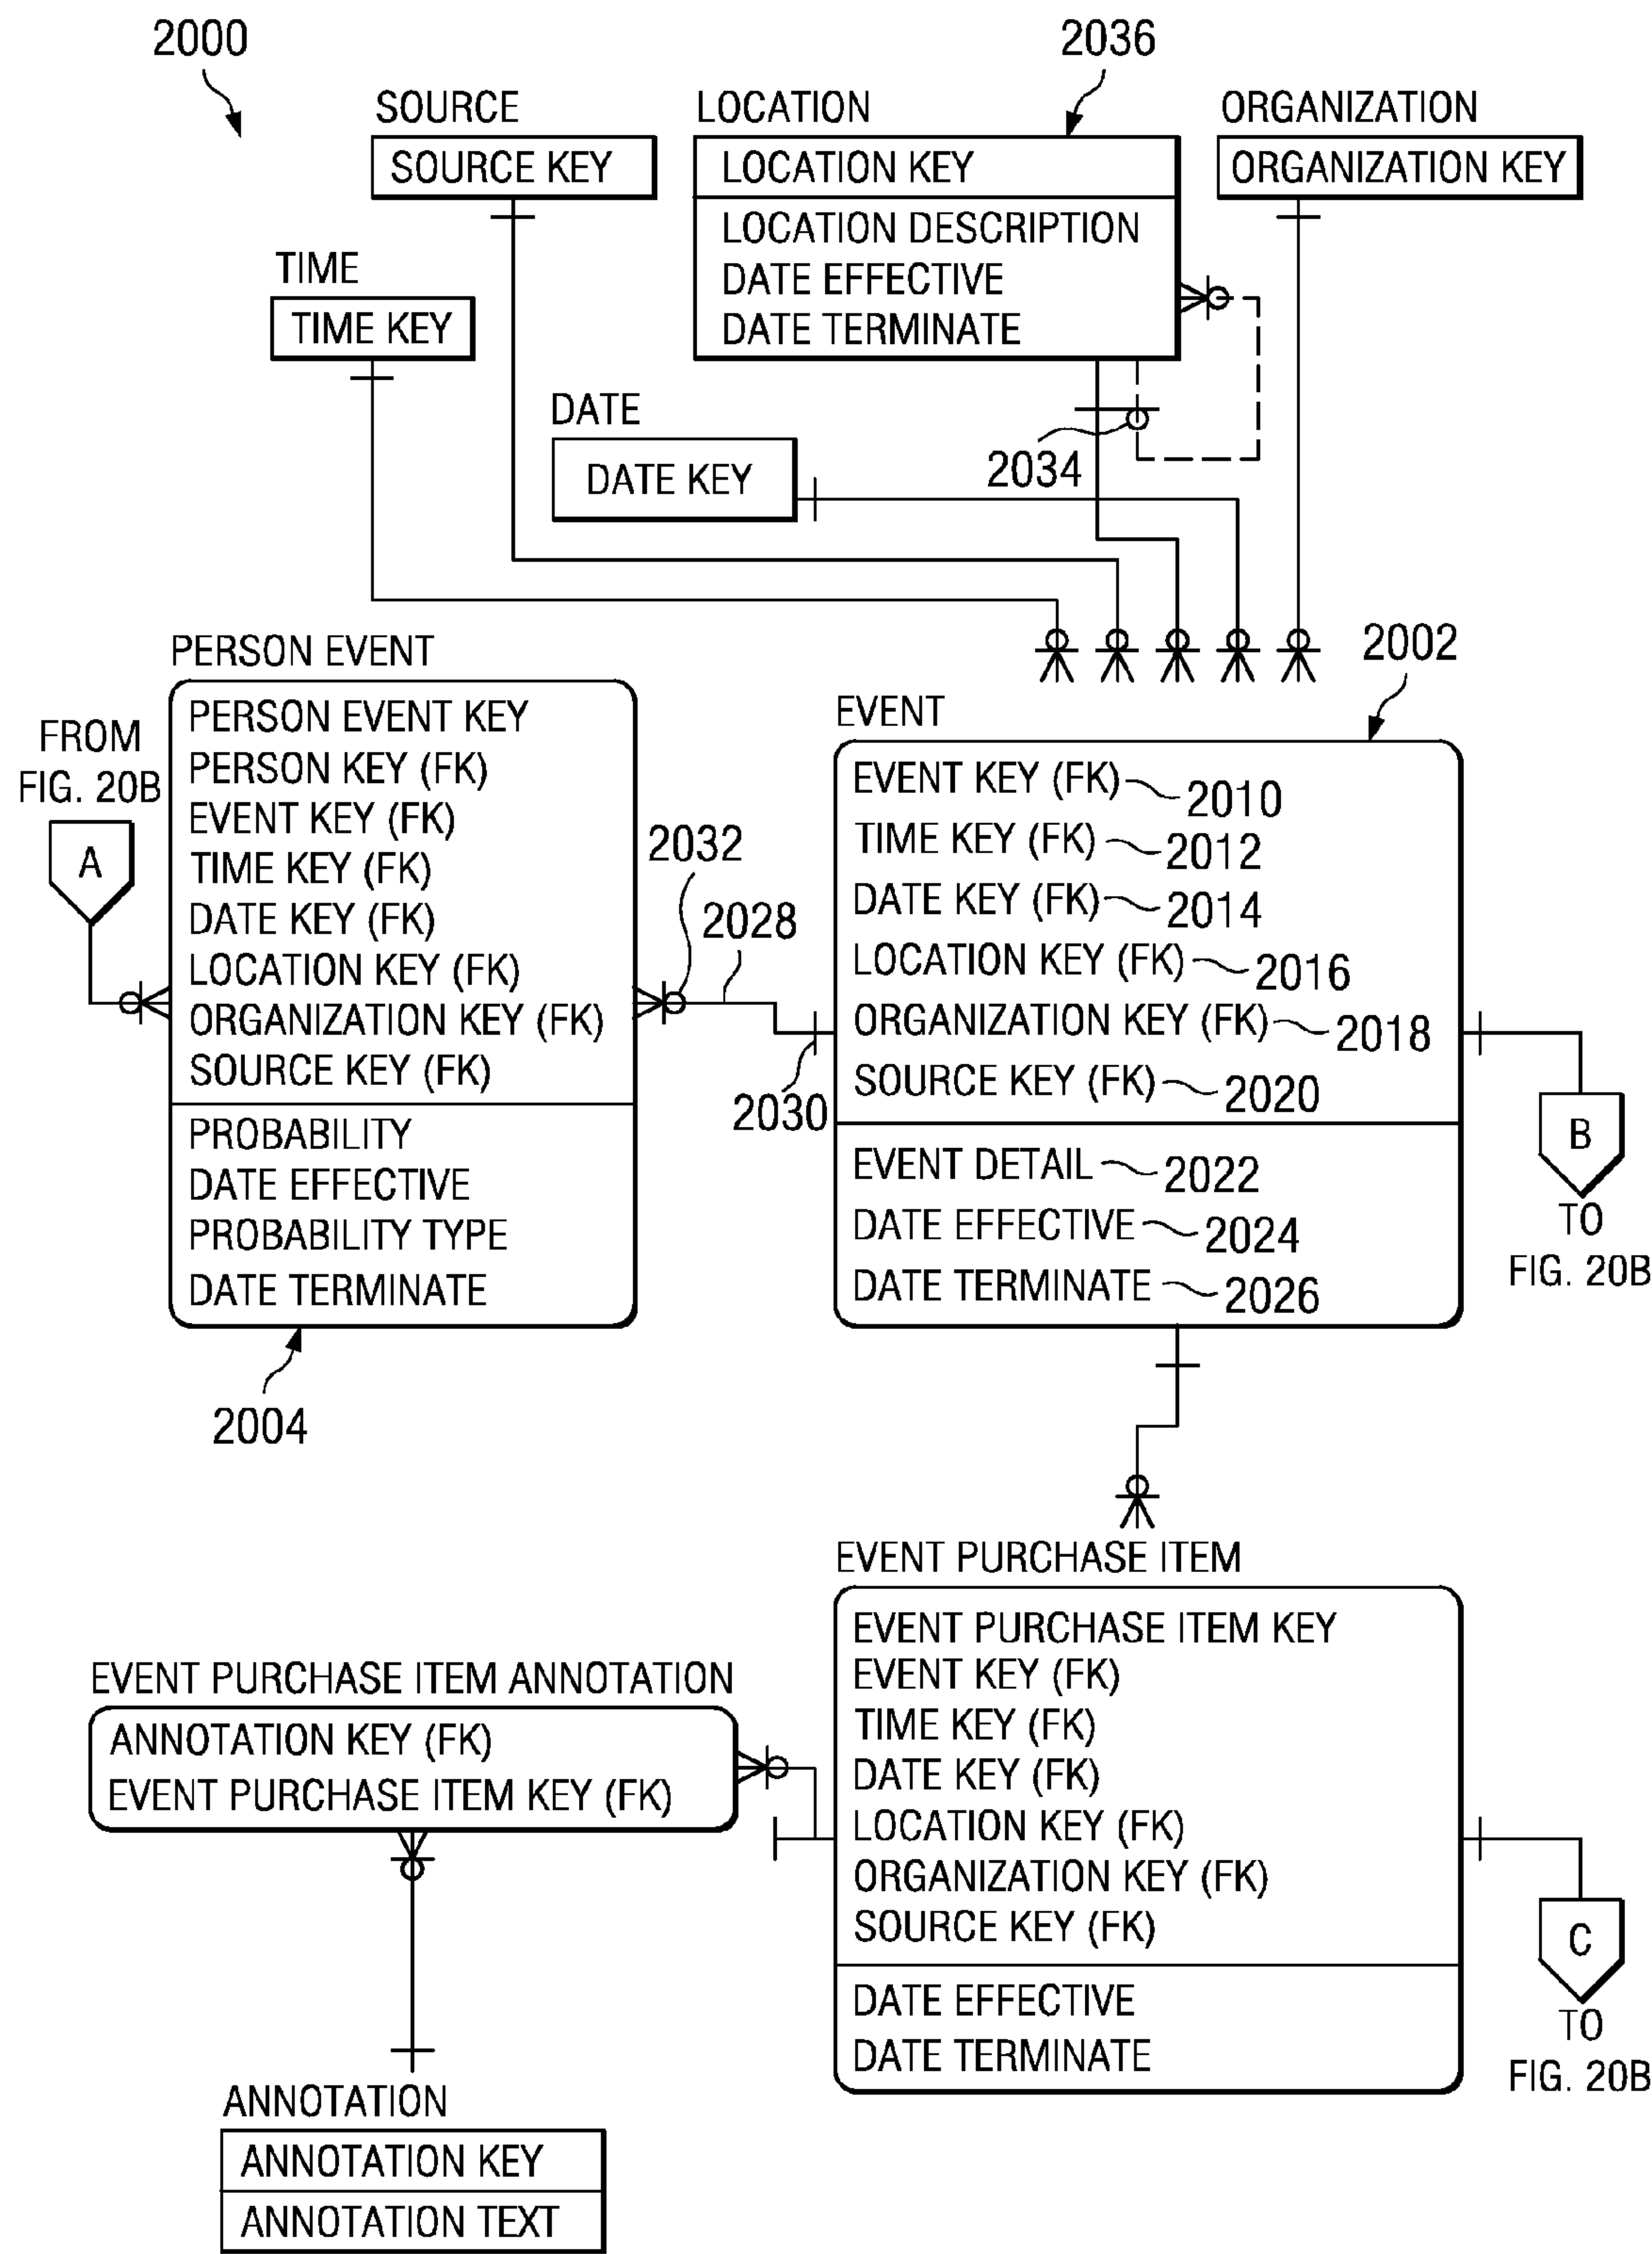 2000
2036
SOURCE
SOURCE KEY
LOCATION
LOCATION KEY
LOCATION DESCRIPTION
DATE EFFECTIVE
DATE TERMINATE
ORGANIZATION
ORGANIZATION KEY
TIME
TIME KEY
DATE
DATE KEY
2034
PERSON EVENT
PERSON EVENT KEY
PERSON KEY (FK)
EVENT KEY (FK)
TIME KEY (FK)
DATE KEY (FK)
LOCATION KEY (FK)
ORGANIZATION KEY (FK)
SOURCE KEY (FK)
PROBABILITY
DATE EFFECTIVE
PROBABILITY TYPE
DATE TERMINATE
2004
FROM
FIG. 20B
A
2032
2028
2030
2002
EVENT
EVENT KEY (FK) 2010
TIME KEY (FK) 2012
DATE KEY (FK) 2014
LOCATION KEY (FK) 2016
ORGANIZATION KEY (FK) 2018
SOURCE KEY (FK) 2020
EVENT DETAIL 2022
DATE EFFECTIVE 2024
DATE TERMINATE 2026
B
TO
FIG. 20B
EVENT PURCHASE ITEM
EVENT PURCHASE ITEM KEY
EVENT KEY (FK)
TIME KEY (FK)
DATE KEY (FK)
LOCATION KEY (FK)
ORGANIZATION KEY (FK)
SOURCE KEY (FK)
DATE EFFECTIVE
DATE TERMINATE
C
TO
FIG. 20B
EVENT PURCHASE ITEM ANNOTATION
ANNOTATION KEY (FK)
EVENT PURCHASE ITEM KEY (FK)
ANNOTATION
ANNOTATION KEY
ANNOTATION TEXT